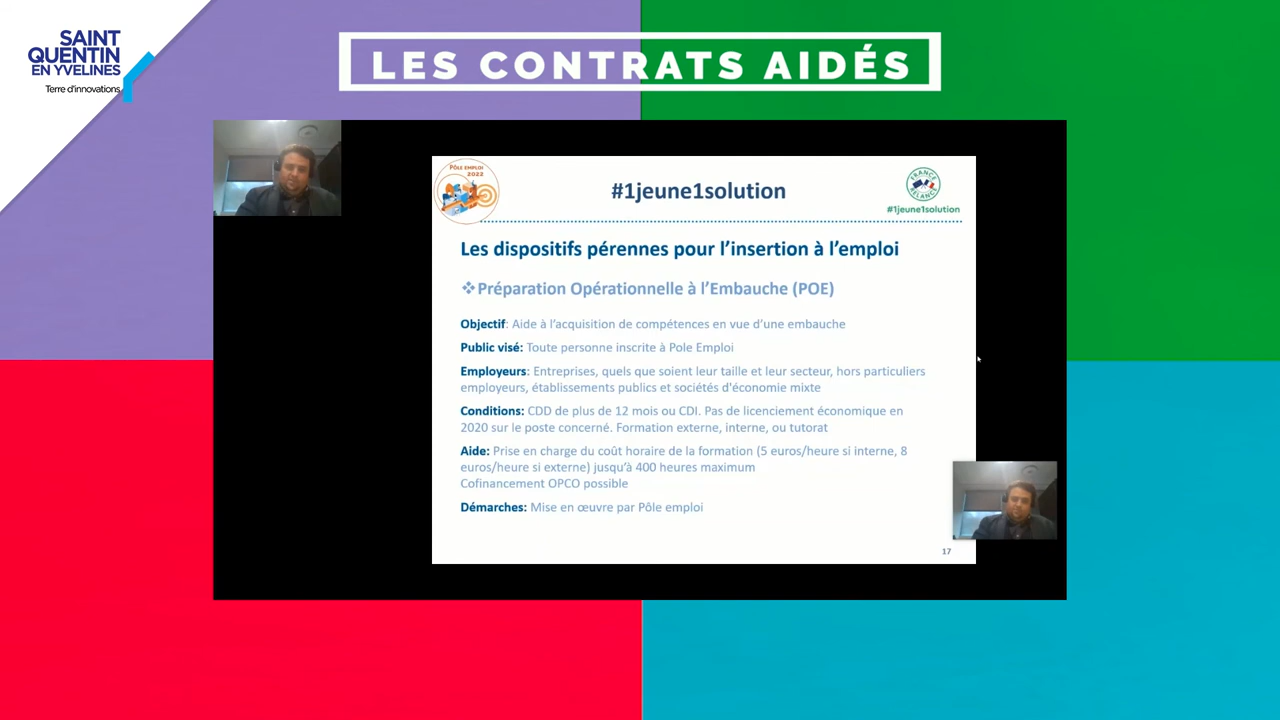 SAINT
QUENTIN
EN YVELINES
Terre d'innovations
LES CONTRATS AIDÉS
PÔLE EMPLOI
2022
#1jeune1solution
FRANCE
RELANCE
#1jeune1solution
Les dispositifs pérennes pour l'insertion à l'emploi
❖Préparation Opérationnelle à l'Embauche (POE)
Objectif: Aide à l'acquisition de compétences en vue d'une embauche
Public visé: Toute personne inscrite à Pole Emploi
Employeurs: Entreprises, quels que soient leur taille et leur secteur, hors particuliers
employeurs, établissements publics et sociétés d'économie mixte
Conditions: CDD de plus de 12 mois ou CDI. Pas de licenciement économique en
2020 sur le poste concerné. Formation externe, interne, ou tutorat
Aide: Prise en charge du coût horaire de la formation (5 euros/heure si interne, 8
euros/heure si externe) jusqu'à 400 heures maximum
Cofinancement OPCO possible
Démarches: Mise en œuvre par Pôle emploi
17